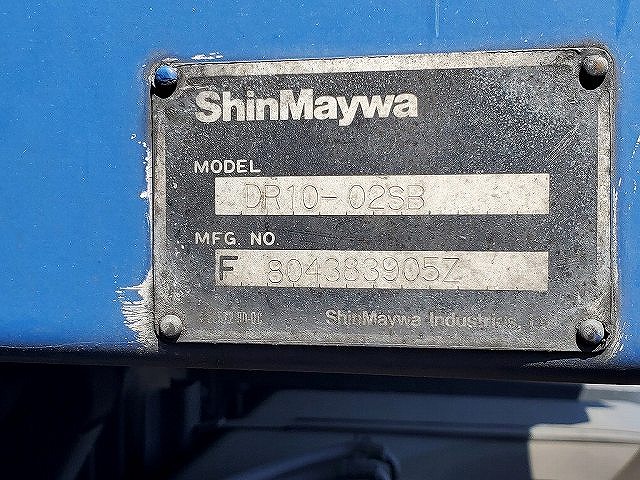 ShinMaywa
MODEL
DR10-02SB
MFG. NO.
F 804383905Z
ShinMaywa Industries,